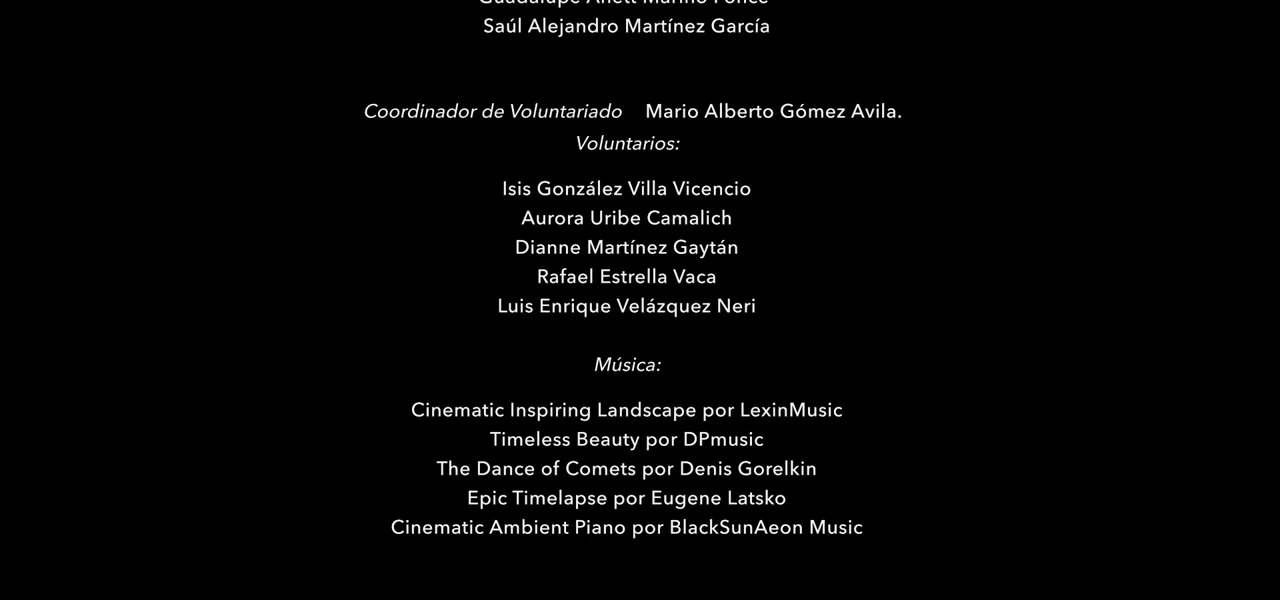 Saúl Alejandro Martínez García
Coordinador de Voluntariado Mario Alberto Gómez Avila.
Voluntarios:
Isis González Villa Vicencio
Aurora Uribe Camalich
Dianne Martínez Gaytán
Rafael Estrella Vaca
Luis Enrique Velázquez Neri
Música:
Cinematic Inspiring Landscape por LexinMusic
Timeless Beauty por DPmusic
The Dance of Comets por Denis Gorelkin
Epic Timelapse por Eugene Latsko
Cinematic Ambient Piano por BlackSunAeon Music